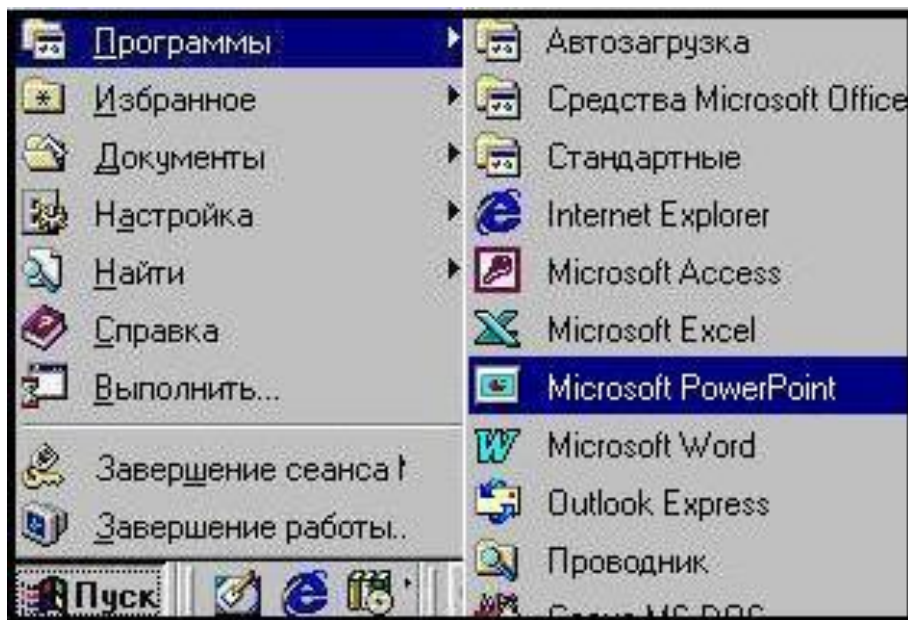 Программы
Избранное
Документы
Настройка
Найти
Справка
Выполнить...
Завершение сеанса
Завершение работы..
Пуск
Автозагрузка
Средства Microsoft Office
Стандартные
Internet Explorer
Microsoft Access
Microsoft Excel
Microsoft PowerPoint
Microsoft Word
Outlook Express
Проводник